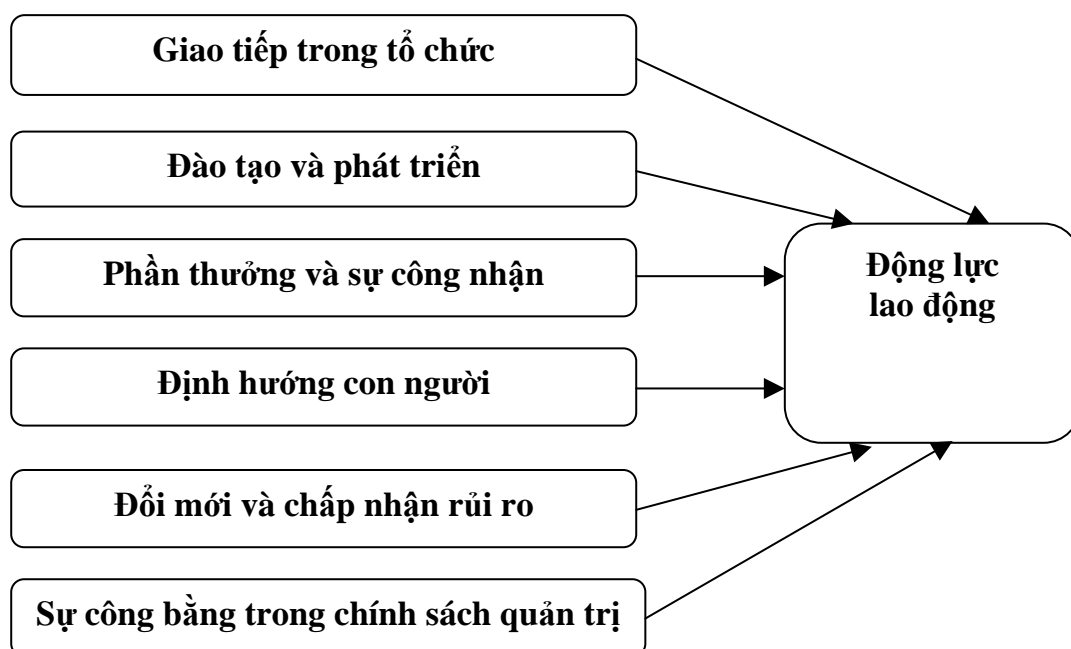 Giao tiếp trong tổ chức
Đào tạo và phát triển
Phần thưởng và sự công nhận
Định hướng con người
Đổi mới và chấp nhận rủi ro
Sự công bằng trong chính sách quản trị
Động lực
lao động